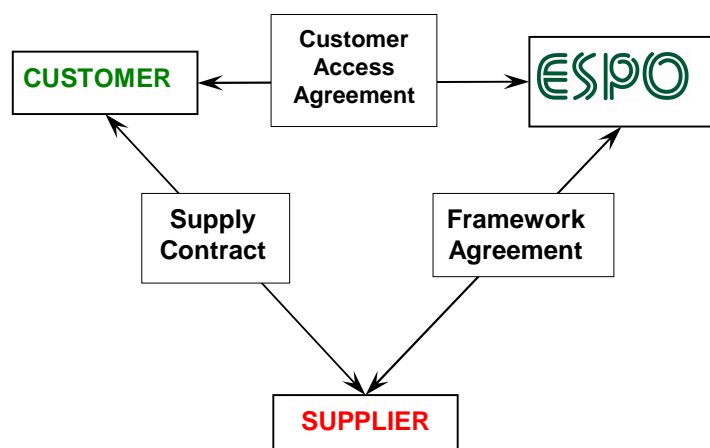 Customer
Access
Agreement
CUSTOMER
ESPO
Supply
Contract
Framework
Agreement
SUPPLIER